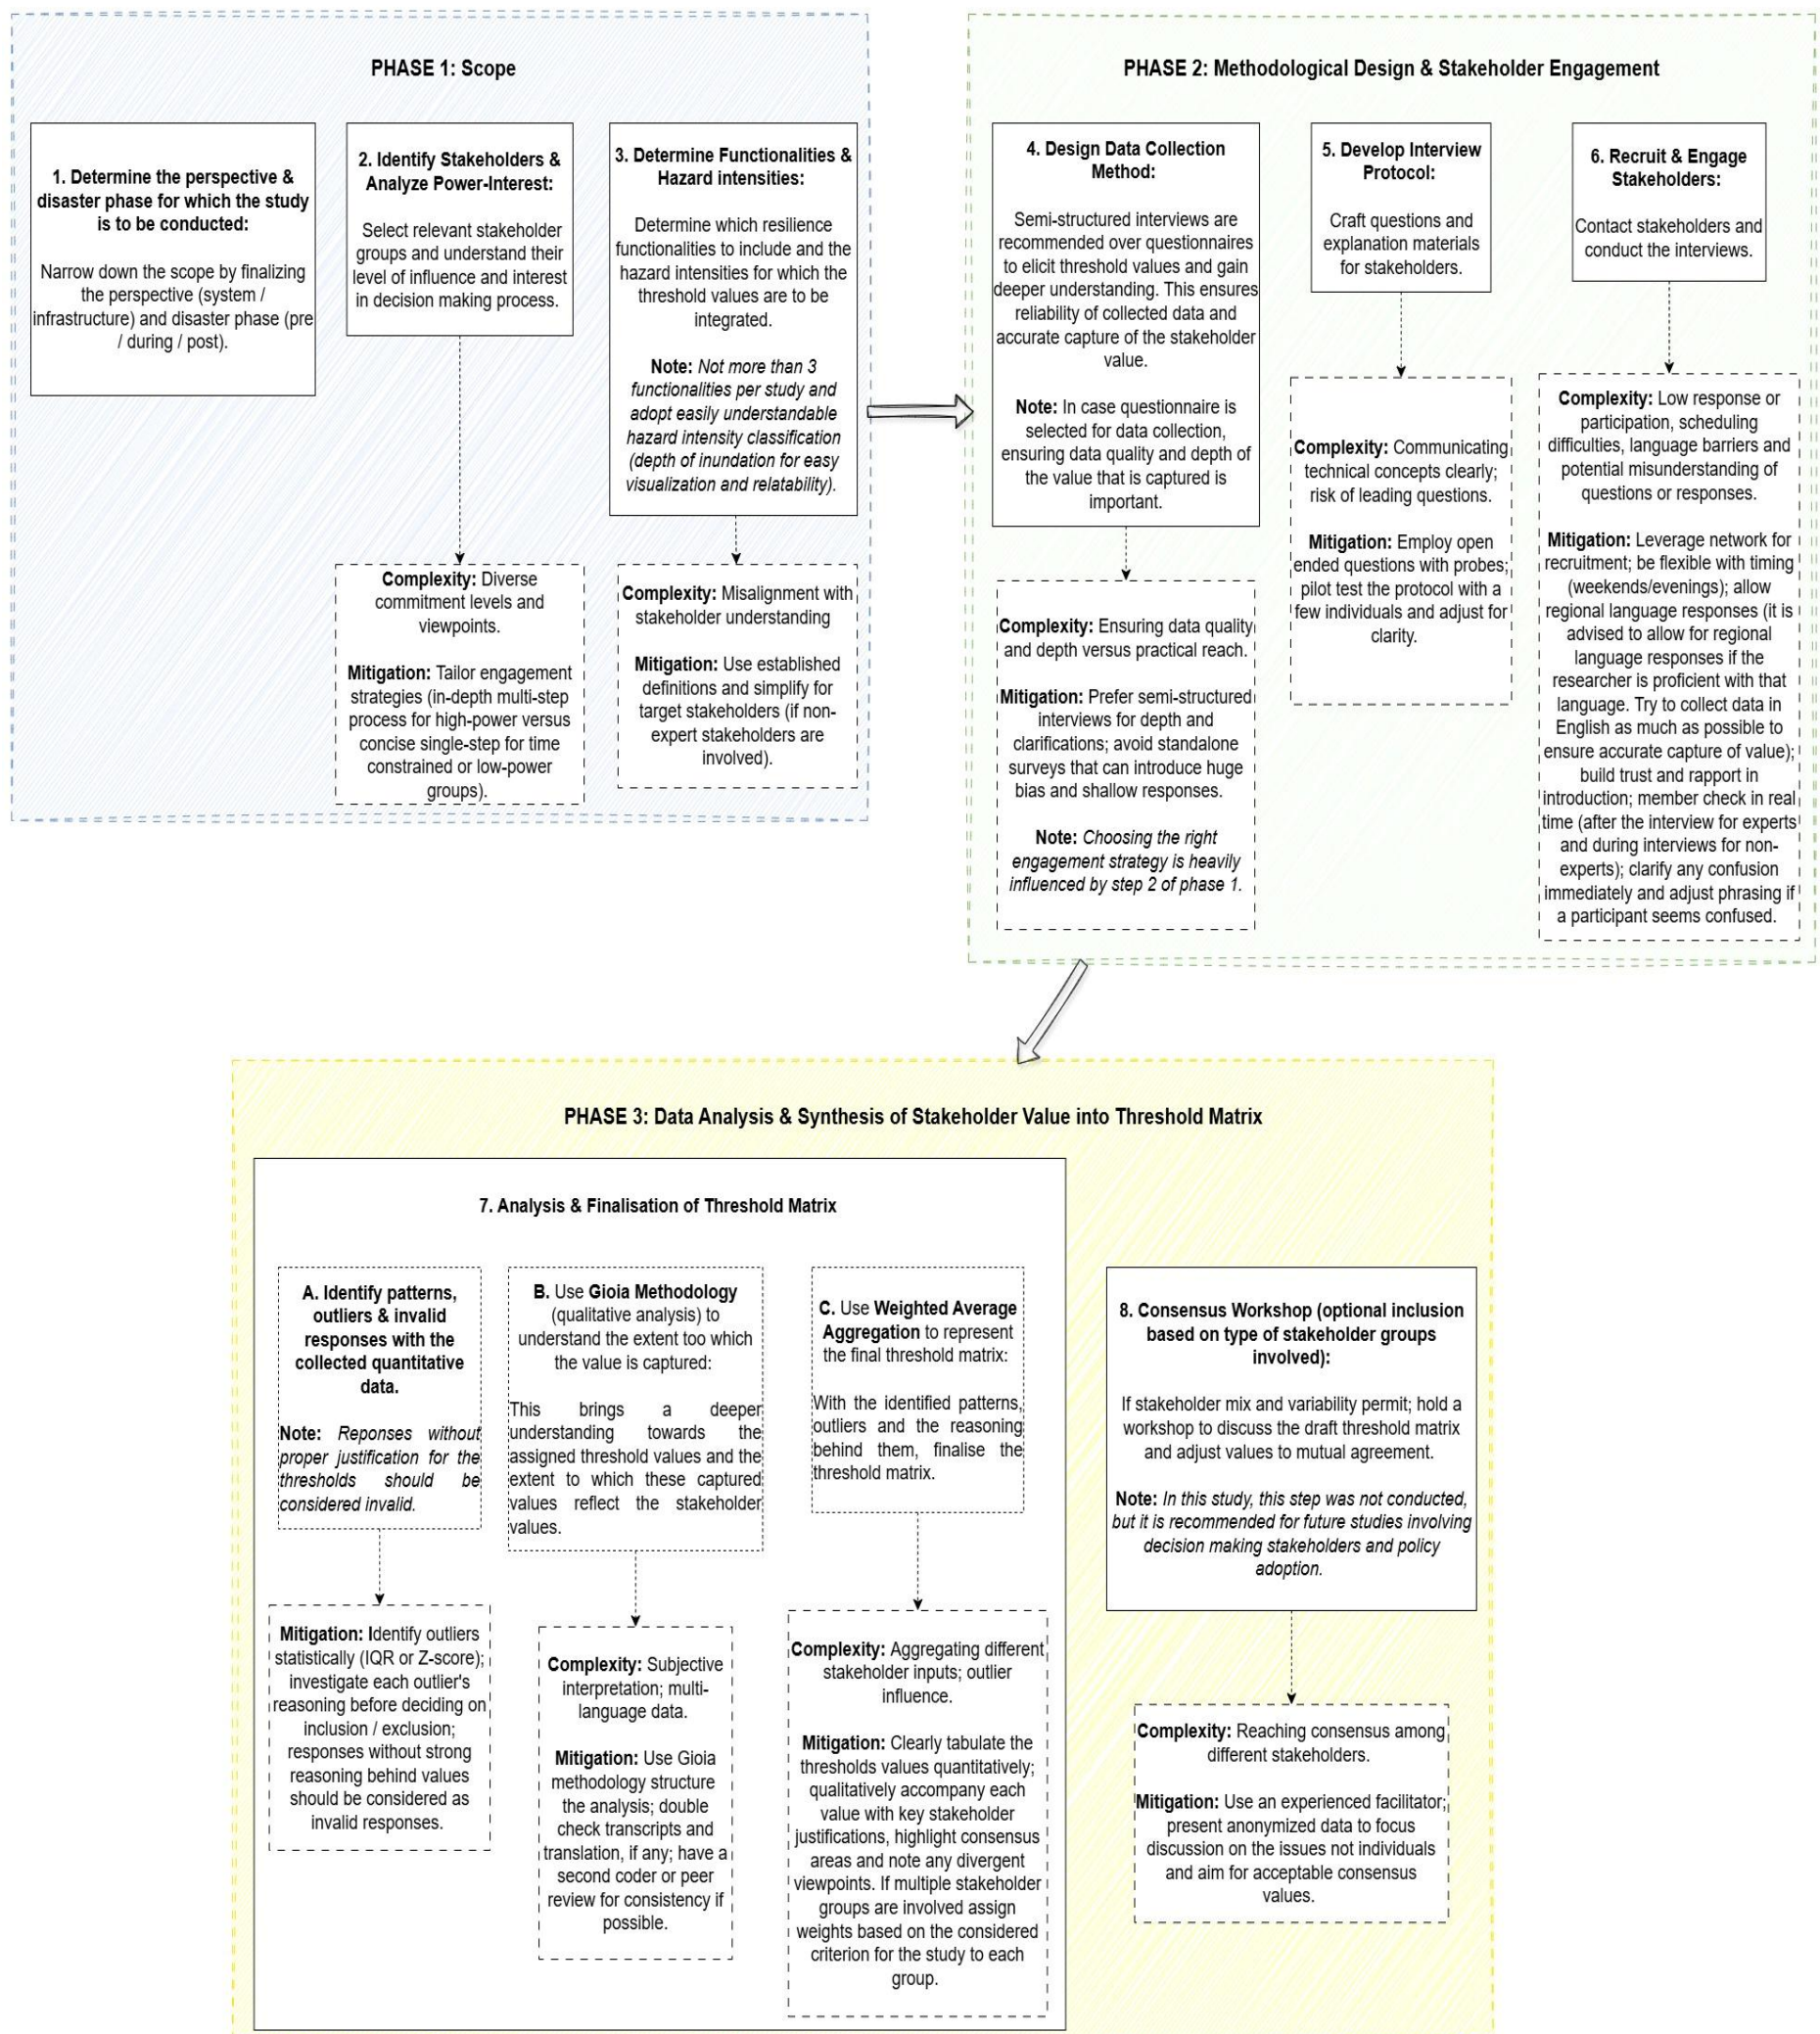 PHASE 1: Scope
1. Determine the perspective &
disaster phase for which the study
is to be conducted:
Narrow down the scope by finalizing
the perspective (system /
infrastructure) and disaster phase (pre
/ during / post).
2. Identify Stakeholders &
Analyze Power-Interest:
Select relevant stakeholder
groups and understand their
level of influence and interest
in decision making process.
Complexity: Diverse
commitment levels and
viewpoints.
Mitigation: Tailor engagement
strategies (in-depth multi-step
process for high-power versus
concise single-step for time
constrained or low-power
groups).
3. Determine Functionalities &
Hazard intensities:
Determine which resilience
functionalities to include and the
hazard intensities for which the
threshold values are to be
integrated.
Note: Not more than 3
functionalities per study and
adopt easily understandable
hazard intensity classification
(depth of inundation for easy
visualization and relatability).
Complexity: Misalignment with
stakeholder understanding
Mitigation: Use established
definitions and simplify for
target stakeholders (if non-
expert stakeholders are
involved).
PHASE 2: Methodological Design & Stakeholder Engagement
4. Design Data Collection
Method:
Semi-structured interviews are
recommended over questionnaires
to elicit threshold values and gain
deeper understanding. This ensures
reliability of collected data and
accurate capture of the stakeholder
value.
Note: In case questionnaire is
selected for data collection,
ensuring data quality and depth of
the value that is captured is
important.
Complexity: Ensuring data quality
and depth versus practical reach.
Mitigation: Prefer semi-structured
interviews for depth and
clarifications; avoid standalone
surveys that can introduce huge
bias and shallow responses.
Note: Choosing the right
engagement strategy is heavily
influenced by step 2 of phase 1.
5. Develop Interview
Protocol:
Craft questions and
explanation materials
for stakeholders.
Complexity: Communicating
technical concepts clearly;
risk of leading questions.
Mitigation: Employ open
ended questions with probes;
pilot test the protocol with a
few individuals and adjust for
clarity.
6. Recruit & Engage
Stakeholders:
Contact stakeholders and
conduct the interviews.
Complexity: Low response or
participation, scheduling
difficulties, language barriers and
potential misunderstanding of
questions or responses.
Mitigation: Leverage network for
recruitment; be flexible with timing
(weekends/evenings); allow
regional language responses (it is
advised to allow for regional
language responses if the
researcher is proficient with that
language. Try to collect data in
English as much as possible to
ensure accurate capture of value);
build trust and rapport in
introduction; member check in real
time (after the interview for experts
and during interviews for non-
experts); clarify any confusion
immediately and adjust phrasing if
a participant seems confused.
PHASE 3: Data Analysis & Synthesis of Stakeholder Value into Threshold Matrix
7. Analysis & Finalisation of Threshold Matrix
A. Identify patterns,
outliers & invalid
responses with the
collected quantitative
data.
Note: Reponses without
proper justification for the
thresholds should be
considered invalid.
Mitigation: Identify outliers
statistically (IQR or Z-score);
investigate each outlier's
reasoning before deciding on
inclusion / exclusion;
responses without strong
reasoning behind values
should be considered as
invalid responses.
B. Use Gioia Methodology
(qualitative analysis) to
understand the extent too which
the value is captured:
This brings a deeper
understanding towards the
assigned threshold values and the
extent to which these captured
values reflect the stakeholder
values.
Complexity: Subjective
interpretation; multi-
language data.
Mitigation: Use Gioia
methodology structure
the analysis; double
check transcripts and
translation, if any; have a
second coder or peer
review for consistency if
possible.
C. Use Weighted Average
Aggregation to represent
the final threshold matrix:
With the identified patterns,
outliers and the reasoning
behind them, finalise the
threshold matrix.
Complexity: Aggregating different
stakeholder inputs; outlier
influence.
Mitigation: Clearly tabulate the
thresholds values quantitatively;
qualitatively accompany each
value with key stakeholder
justifications, highlight consensus
areas and note any divergent
viewpoints. If multiple stakeholder
groups are involved assign
weights based on the considered
criterion for the study to each
group.
8. Consensus Workshop (optional inclusion
based on type of stakeholder groups
involved):
If stakeholder mix and variability permit; hold a
workshop to discuss the draft threshold matrix
and adjust values to mutual agreement.
Note: In this study, this step was not conducted,
but it is recommended for future studies involving
decision making stakeholders and policy
adoption.
Complexity: Reaching consensus among
different stakeholders.
Mitigation: Use an experienced facilitator;
present anonymized data to focus
discussion on the issues not individuals
and aim for acceptable consensus
values.